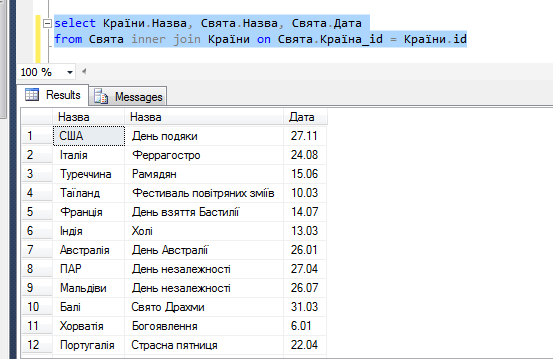 select Країни.Назва, Свята.Назва, Свята.Дата
from Свята inner join Країни on Свята.Країна_id = Країни.id
100 %
Results Messages
Назва Назва Дата
1 США День подяки 27.11
2 Італія Феррагостро 24.08
3 Туреччина Рамядян 15.06
4 Таїланд Фестиваль повітряних зміїв 10.03
5 Франція День взяття Бастилії 14.07
6 Індія Холі 13.03
7 Австралія День Австралії 26.01
8 ПАР День незалежності 27.04
9 Мальдіви День незалежності 26.07
10 Балі Свято Драхми 31.03
11 Хорватія Богоявлення 6.01
12 Португалія Страсна пятниця 22.04